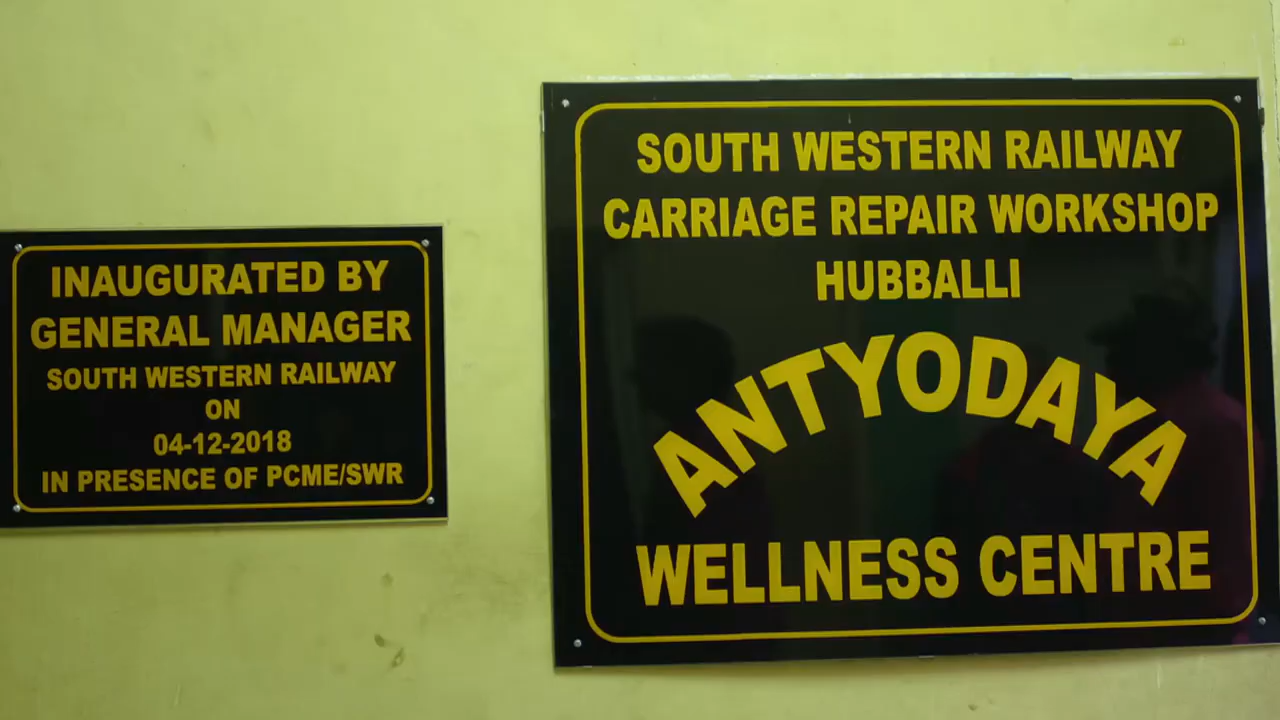 INAUGURATED BY
GENERAL MANAGER
SOUTH WESTERN RAILWAY
ON
04-12-2018
IN PRESENCE OF PCME/SWR
SOUTH WESTERN RAILWAY
CARRIAGE REPAIR WORKSHOP
HUBBALLI
ANTYODAYA
WELLNESS CENTRE